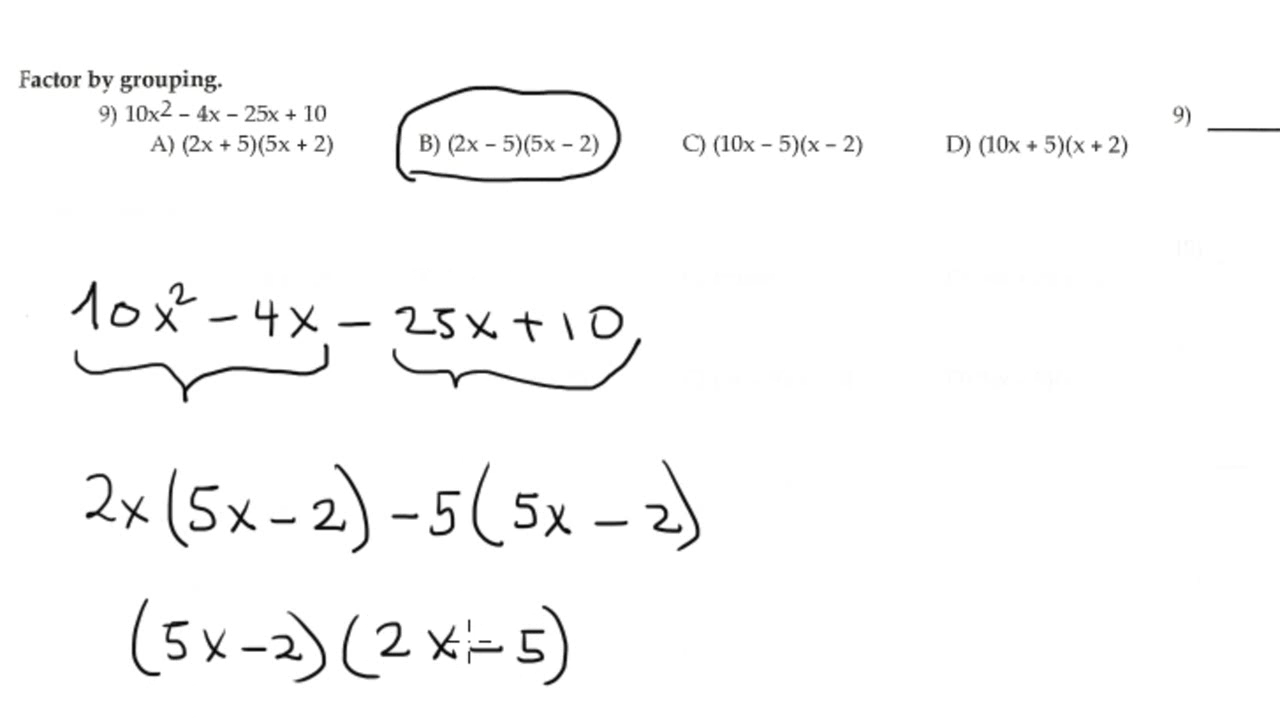 Factor by grouping.
9) 10x² – 4x – 25x + 10
A) (2x + 5)(5x + 2) B) (2x – 5)(5x – 2) C) (10x – 5)(x – 2) D) (10x + 5)(x + 2) 9)
10x² – 4x – 25x + 10
2x(5x – 2) – 5(5x – 2)
(5x – 2)(2x – 5)